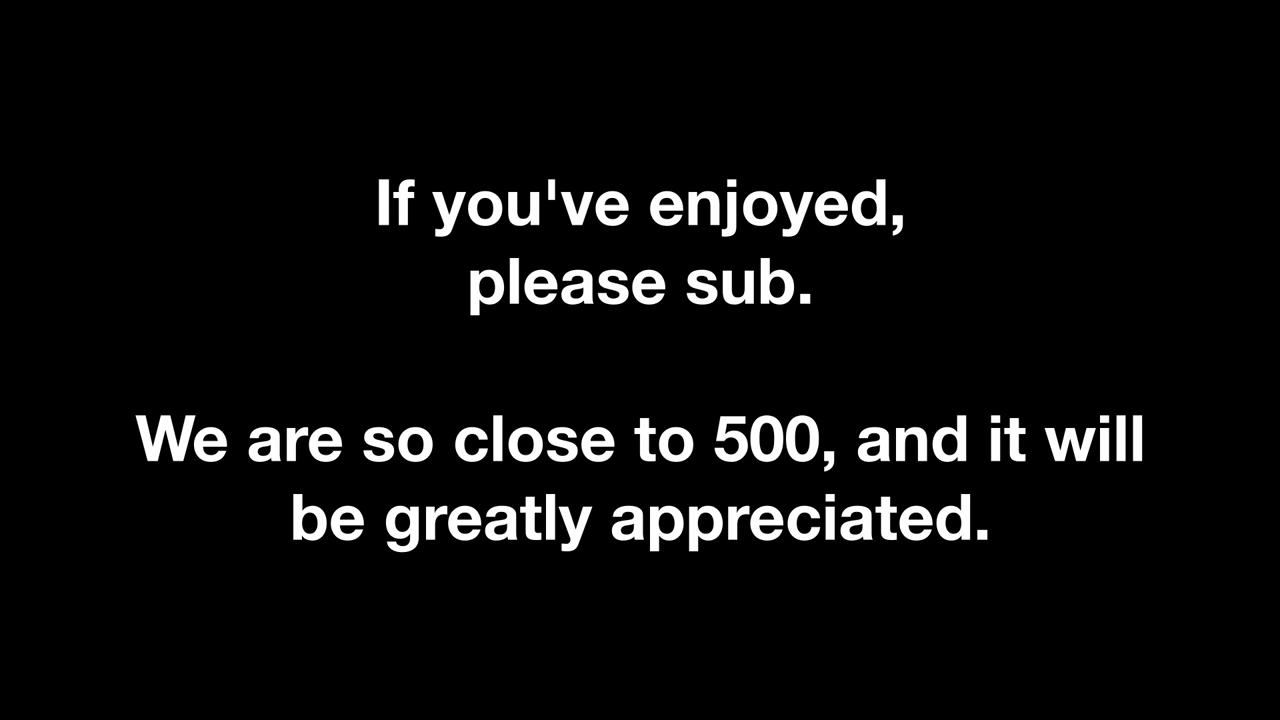 If you've enjoyed,
please sub.
We are so close to 500, and it will
be greatly appreciated.